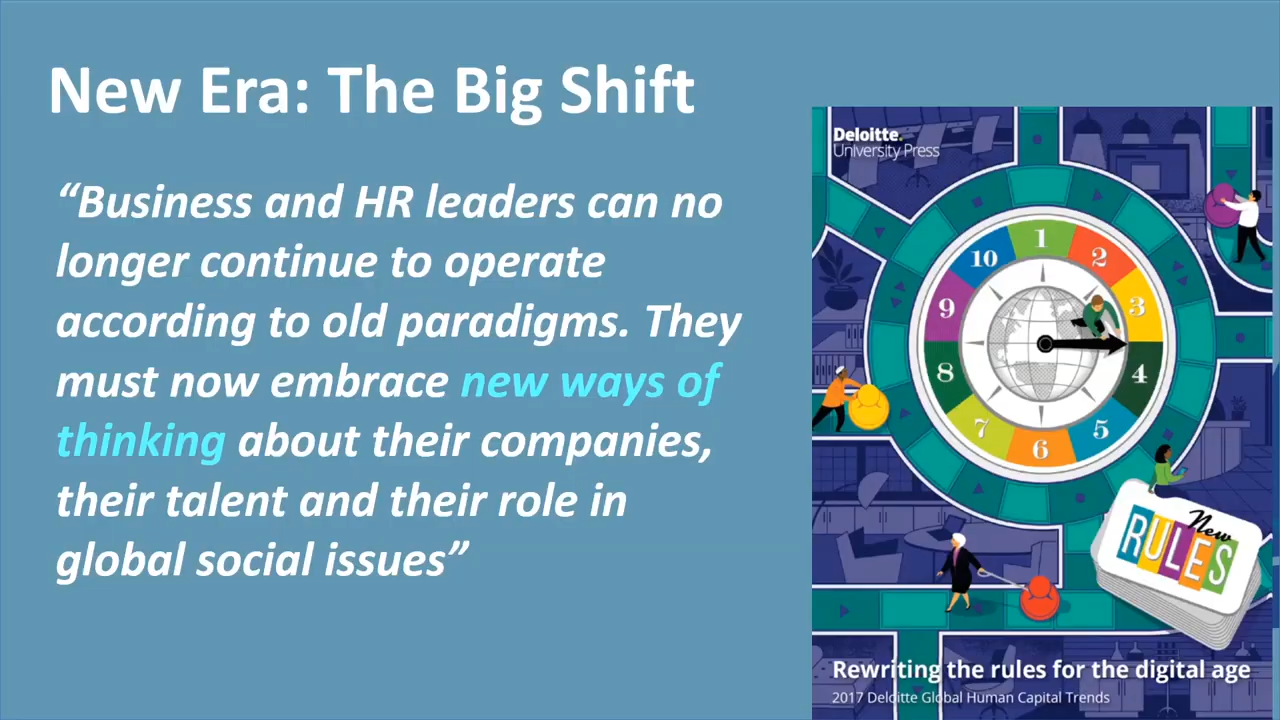 New Era: The Big Shift
“Business and HR leaders can no
longer continue to operate
according to old paradigms. They
must now embrace new ways of
thinking about their companies,
their talent and their role in
global social issues”
Deloitte.
University Press
1
2
3
4
5
6
7
8
9
10
New
RULES
Rewriting the rules for the digital age
2017 Deloitte Global Human Capital Trends